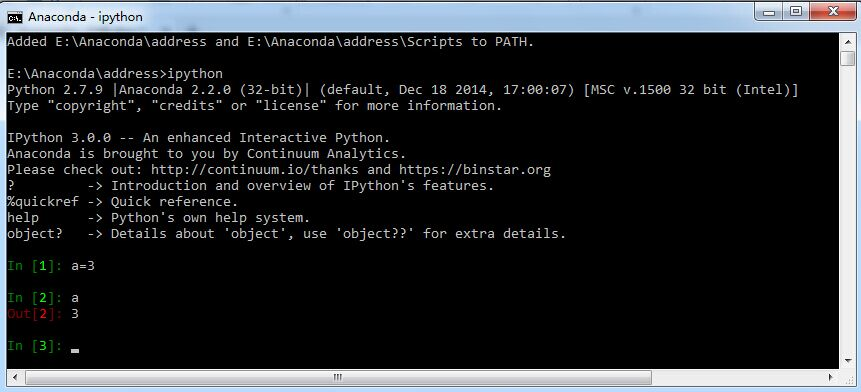 Anaconda - ipython
Added E:\Anaconda\address and E:\Anaconda\address\Scripts to PATH.
E:\Anaconda\address>ipython
Python 2.7.9 |Anaconda 2.2.0 (32-bit)| (default, Dec 18 2014, 17:00:07) [MSC v.1500 32 bit (Intel)]
Type "copyright", "credits" or "license" for more information.
IPython 3.0.0 -- An enhanced Interactive Python.
Anaconda is brought to you by Continuum Analytics.
Please check out: http://continuum.io/thanks and https://binstar.org
?         -> Introduction and overview of IPython's features.
%quickref -> Quick reference.
help      -> Python's own help system.
object?   -> Details about 'object', use 'object??' for extra details.
In [1]: a=3
In [2]: a
Out[2]: 3
In [3]: